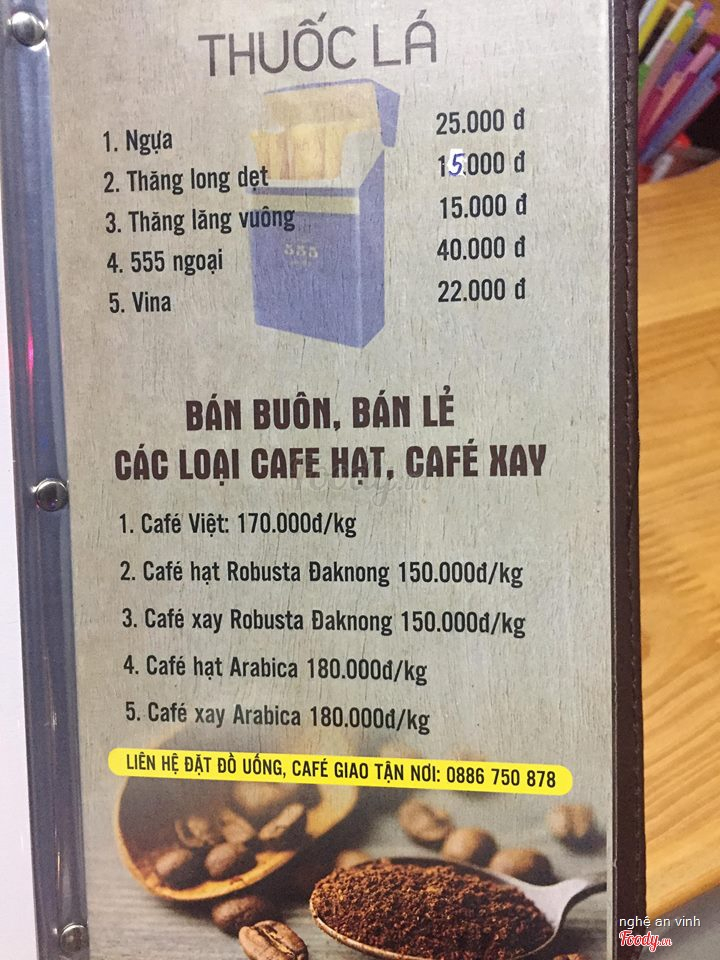 THUỐC LÁ
1. Ngựa 25.000 đ
2. Thăng long dẹt 15.000 đ
3. Thăng lăng vuông 15.000 đ
4. 555 ngoại 40.000 đ
5. Vina 22.000 đ
555
BÁN BUÔN, BÁN LẺ
CÁC LOẠI CAFE HẠT, CAFÉ XAY
1. Café Việt: 170.000đ/kg
2. Café hạt Robusta Đaknong 150.000đ/kg
3. Café xay Robusta Đaknong 150.000đ/kg
4. Café hạt Arabica 180.000đ/kg
5. Café xay Arabica 180.000đ/kg
LIÊN HỆ ĐẶT ĐỒ UỐNG, CAFÉ GIAO TẬN NƠI: 0886 750 878
nghệ an vinh
Foody.vn